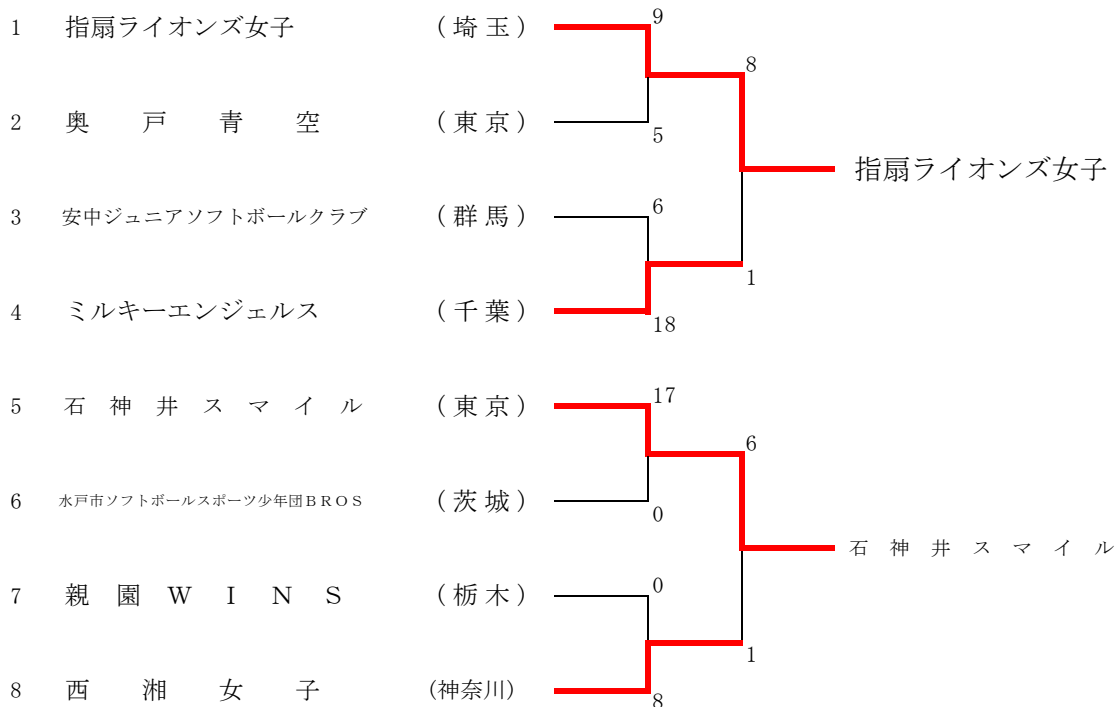 1 指扇ライオンズ女子 (埼玉) 9
8
2 奥戸青空 (東京) 5
指扇ライオンズ女子
3 安中ジュニアソフトボールクラブ (群馬) 6
1
4 ミルキーエンジェルス (千葉) 18
5 石神井スマイル (東京) 17
6
6 水戸市ソフトボールスポーツ少年団BROS (茨城) 0
石神井スマイル
7 親園WINS (栃木) 0
1
8 西湘女子 (神奈川) 8